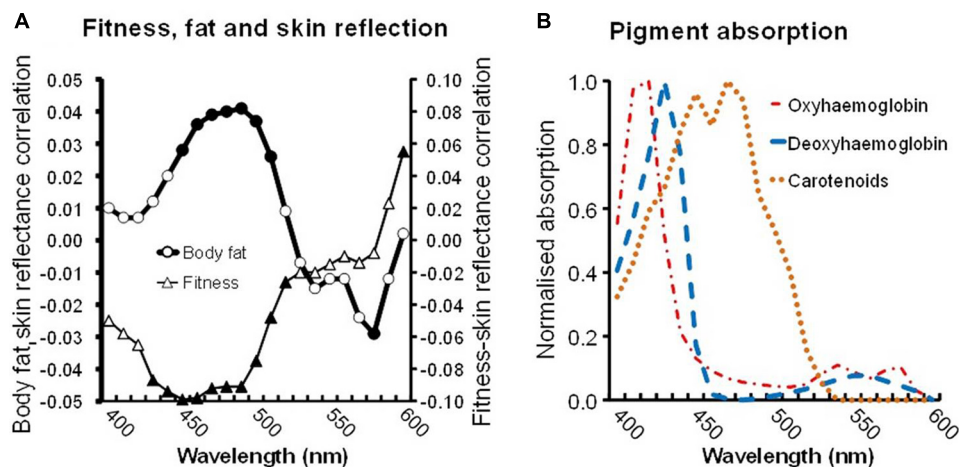 A
Fitness, fat and skin reflection
Body fat-skin reflectance correlation
0.05
0.04
0.03
0.02
0.01
0.00
-0.01
-0.02
-0.03
-0.04
-0.05
Body fat
Fitness
0.10
0.08
0.06
0.04
0.02
0.00
-0.02
-0.04
-0.06
-0.08
-0.10
Fitness-skin reflectance correlation
400
450
500
550
600
Wavelength (nm)
B
Pigment absorption
Normalised absorption
1.0
0.8
0.6
0.4
0.2
0.0
Oxyhaemoglobin
Deoxyhaemoglobin
Carotenoids
400
450
500
550
600
Wavelength (nm)